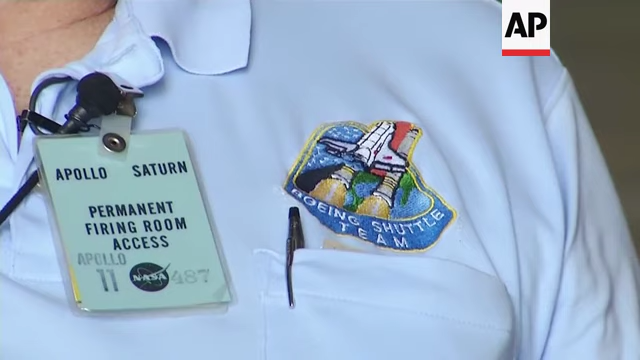 AP
APOLLO SATURN
PERMANENT
FIRING ROOM
ACCESS
APOLLO
11 NASA 487
BOEING SHUTTLE
TEAM